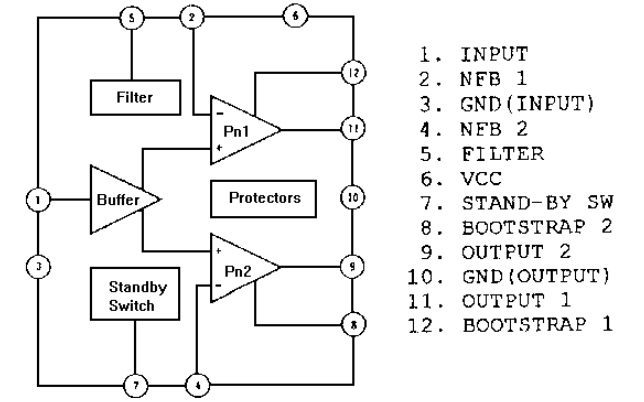 5 2 6
12
Filter
Pn1
11
1
Buffer
Protectors
10
3
Pn2
9
Standby
Switch
8
7 4
1. INPUT
2. NFB 1
3. GND(INPUT)
4. NFB 2
5. FILTER
6. VCC
7. STAND-BY SW
8. BOOTSTRAP 2
9. OUTPUT 2
10. GND(OUTPUT)
11. OUTPUT 1
12. BOOTSTRAP 1